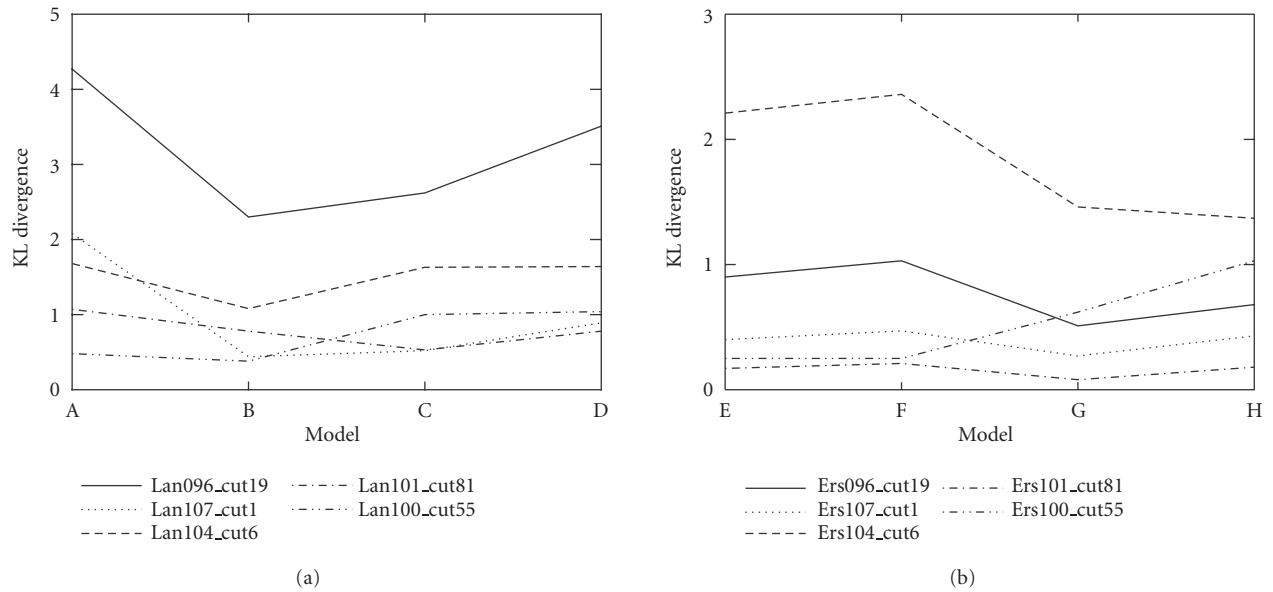 5
4
3
2
1
0
KL divergence
A B C D
Model
Lan096_cut19 Lan101_cut81
Lan107_cut1 Lan100_cut55
Lan104_cut6
(a)
3
2
1
0
KL divergence
E F G H
Model
Ers096_cut19 Ers101_cut81
Ers107_cut1 Ers100_cut55
Ers104_cut6
(b)